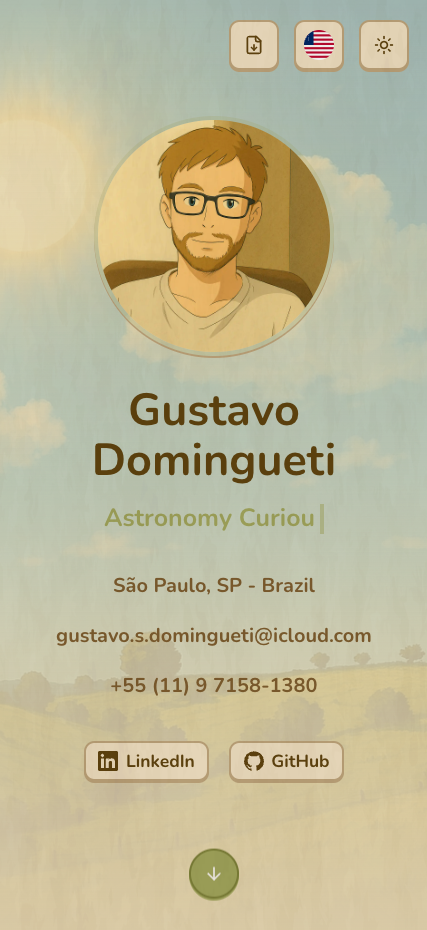 Gustavo
Domingueti
Astronomy Curiou
São Paulo, SP - Brazil
gustavo.s.domingueti@icloud.com
+55 (11) 9 7158-1380
LinkedIn
GitHub